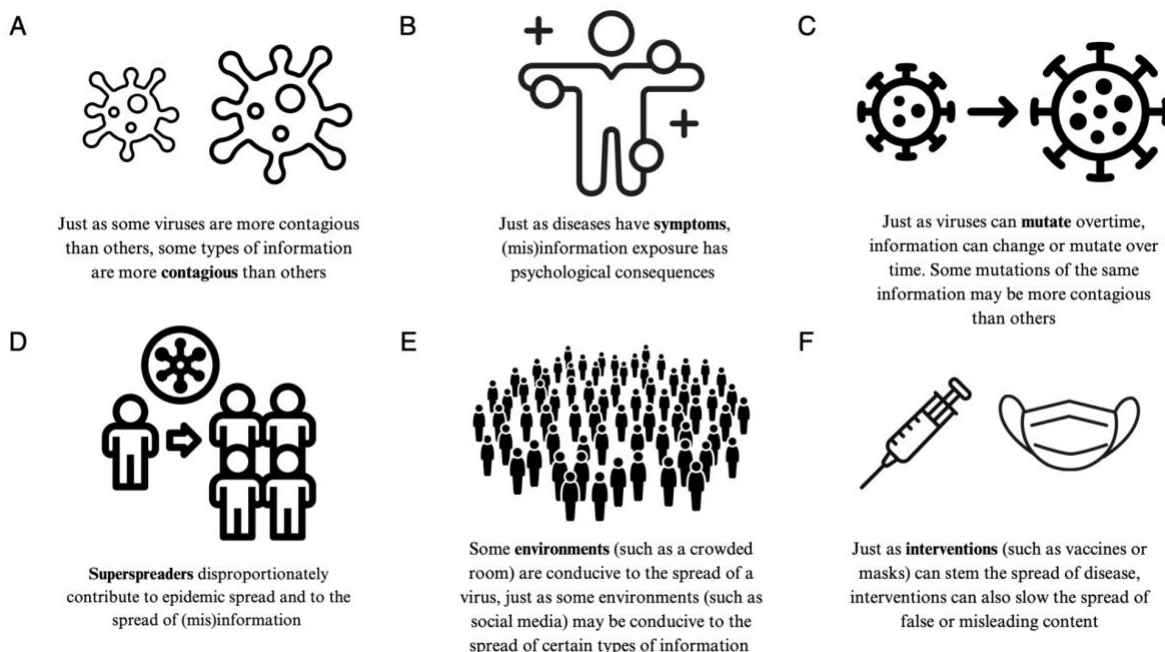 A
Just as some viruses are more contagious
than others, some types of information
are more contagious than others
B
Just as diseases have symptoms,
(mis)information exposure has
psychological consequences
C
Just as viruses can mutate overtime,
information can change or mutate over
time. Some mutations of the same
information may be more contagious
than others
D
Superspreaders disproportionately
contribute to epidemic spread and to the
spread of (mis)information
E
Some environments (such as a crowded
room) are conducive to the spread of a
virus, just as some environments (such as
social media) may be conducive to the
spread of certain types of information
F
Just as interventions (such as vaccines or
masks) can stem the spread of disease,
interventions can also slow the spread of
false or misleading content